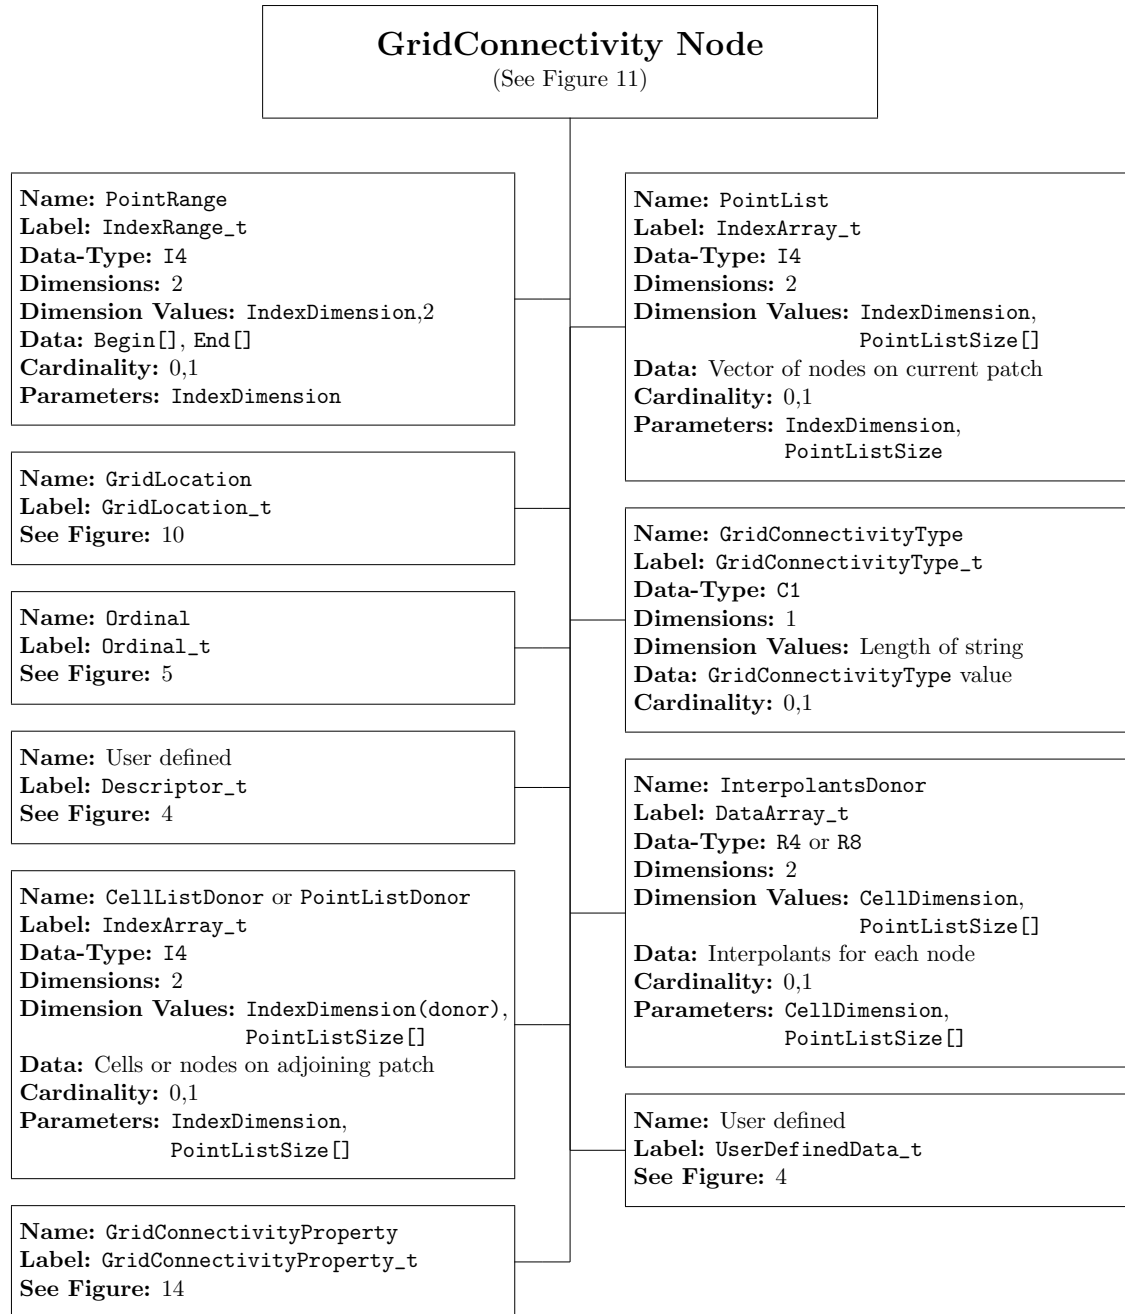 GridConnectivity Node
(See Figure 11)
Name: PointRange
Label: IndexRange_t
Data-Type: I4
Dimensions: 2
Dimension Values: IndexDimension,2
Data: Begin[], End[]
Cardinality: 0,1
Parameters: IndexDimension
Name: GridLocation
Label: GridLocation_t
See Figure: 10
Name: Ordinal
Label: Ordinal_t
See Figure: 5
Name: User defined
Label: Descriptor_t
See Figure: 4
Name: CellListDonor or PointListDonor
Label: IndexArray_t
Data-Type: I4
Dimensions: 2
Dimension Values: IndexDimension(donor),
PointListSize[]
Data: Cells or nodes on adjoining patch
Cardinality: 0,1
Parameters: IndexDimension,
PointListSize[]
Name: GridConnectivityProperty
Label: GridConnectivityProperty_t
See Figure: 14
Name: PointList
Label: IndexArray_t
Data-Type: I4
Dimensions: 2
Dimension Values: IndexDimension,
PointListSize[]
Data: Vector of nodes on current patch
Cardinality: 0,1
Parameters: IndexDimension,
PointListSize
Name: GridConnectivityType
Label: GridConnectivityType_t
Data-Type: C1
Dimensions: 1
Dimension Values: Length of string
Data: GridConnectivityType value
Cardinality: 0,1
Name: InterpolantsDonor
Label: DataArray_t
Data-Type: R4 or R8
Dimensions: 2
Dimension Values: CellDimension,
PointListSize[]
Data: Interpolants for each node
Cardinality: 0,1
Parameters: CellDimension,
PointListSize[]
Name: User defined
Label: UserDefinedData_t
See Figure: 4